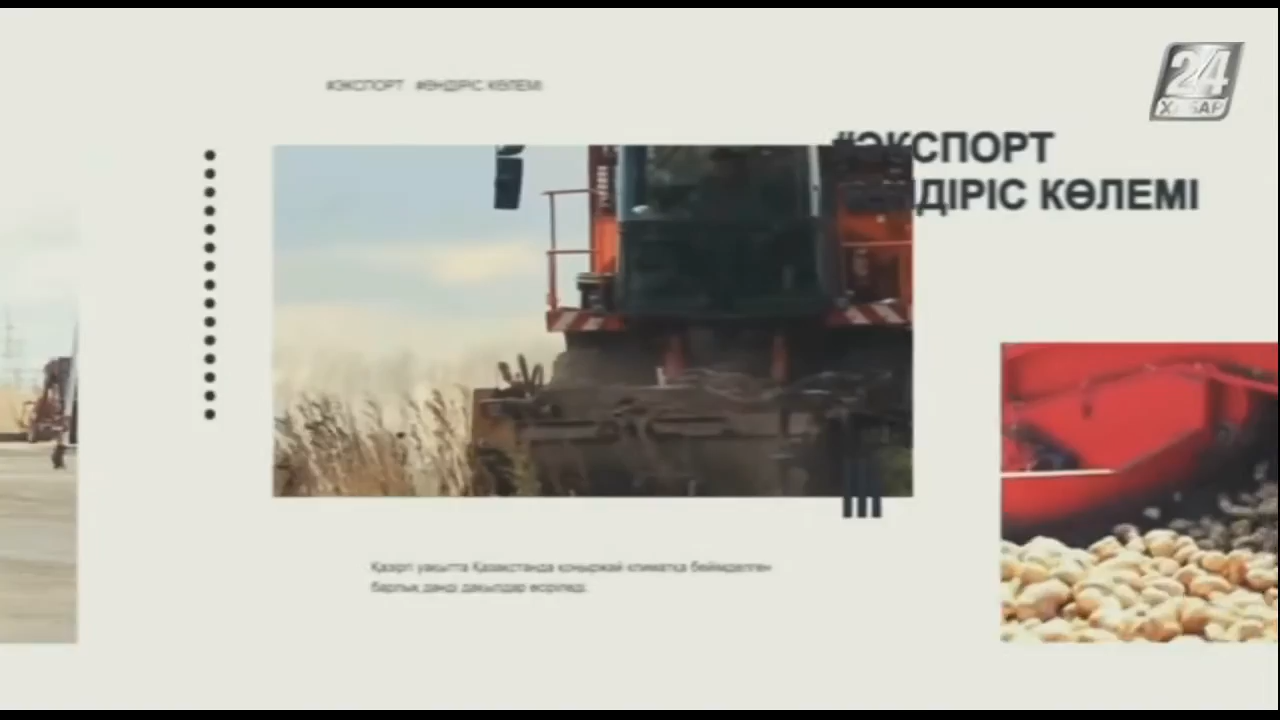 #ЭКСПОРТ #ӨНДІРІС КӨЛЕМІ
24
ХАБАР
#ЭКСПОРТ
#ӨНДІРІС КӨЛЕМІ
Қазіргі уақытта Қазақстанда қоңыржай климатқа бейімделген
барлық дәнді дақылдар өсіріледі.